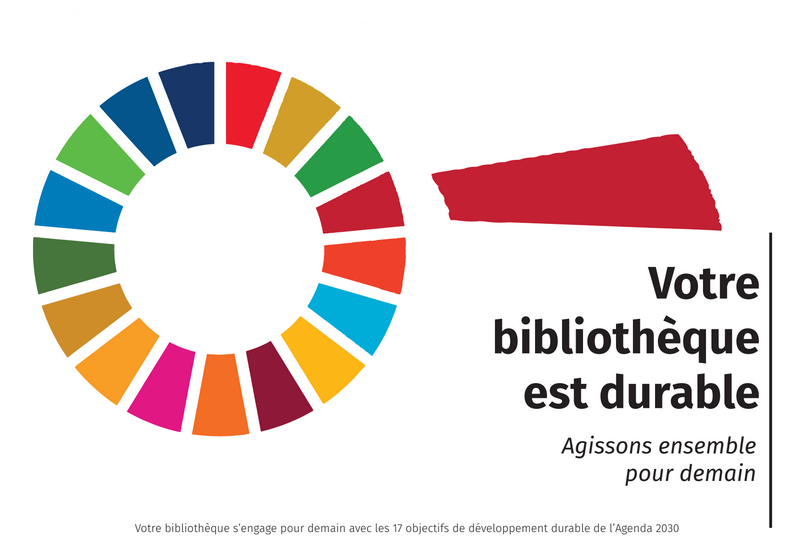 Votre
bibliothèque
est durable
Agissons ensemble
pour demain
Votre bibliothèque s’engage pour demain avec les 17 objectifs de développement durable de l’Agenda 2030